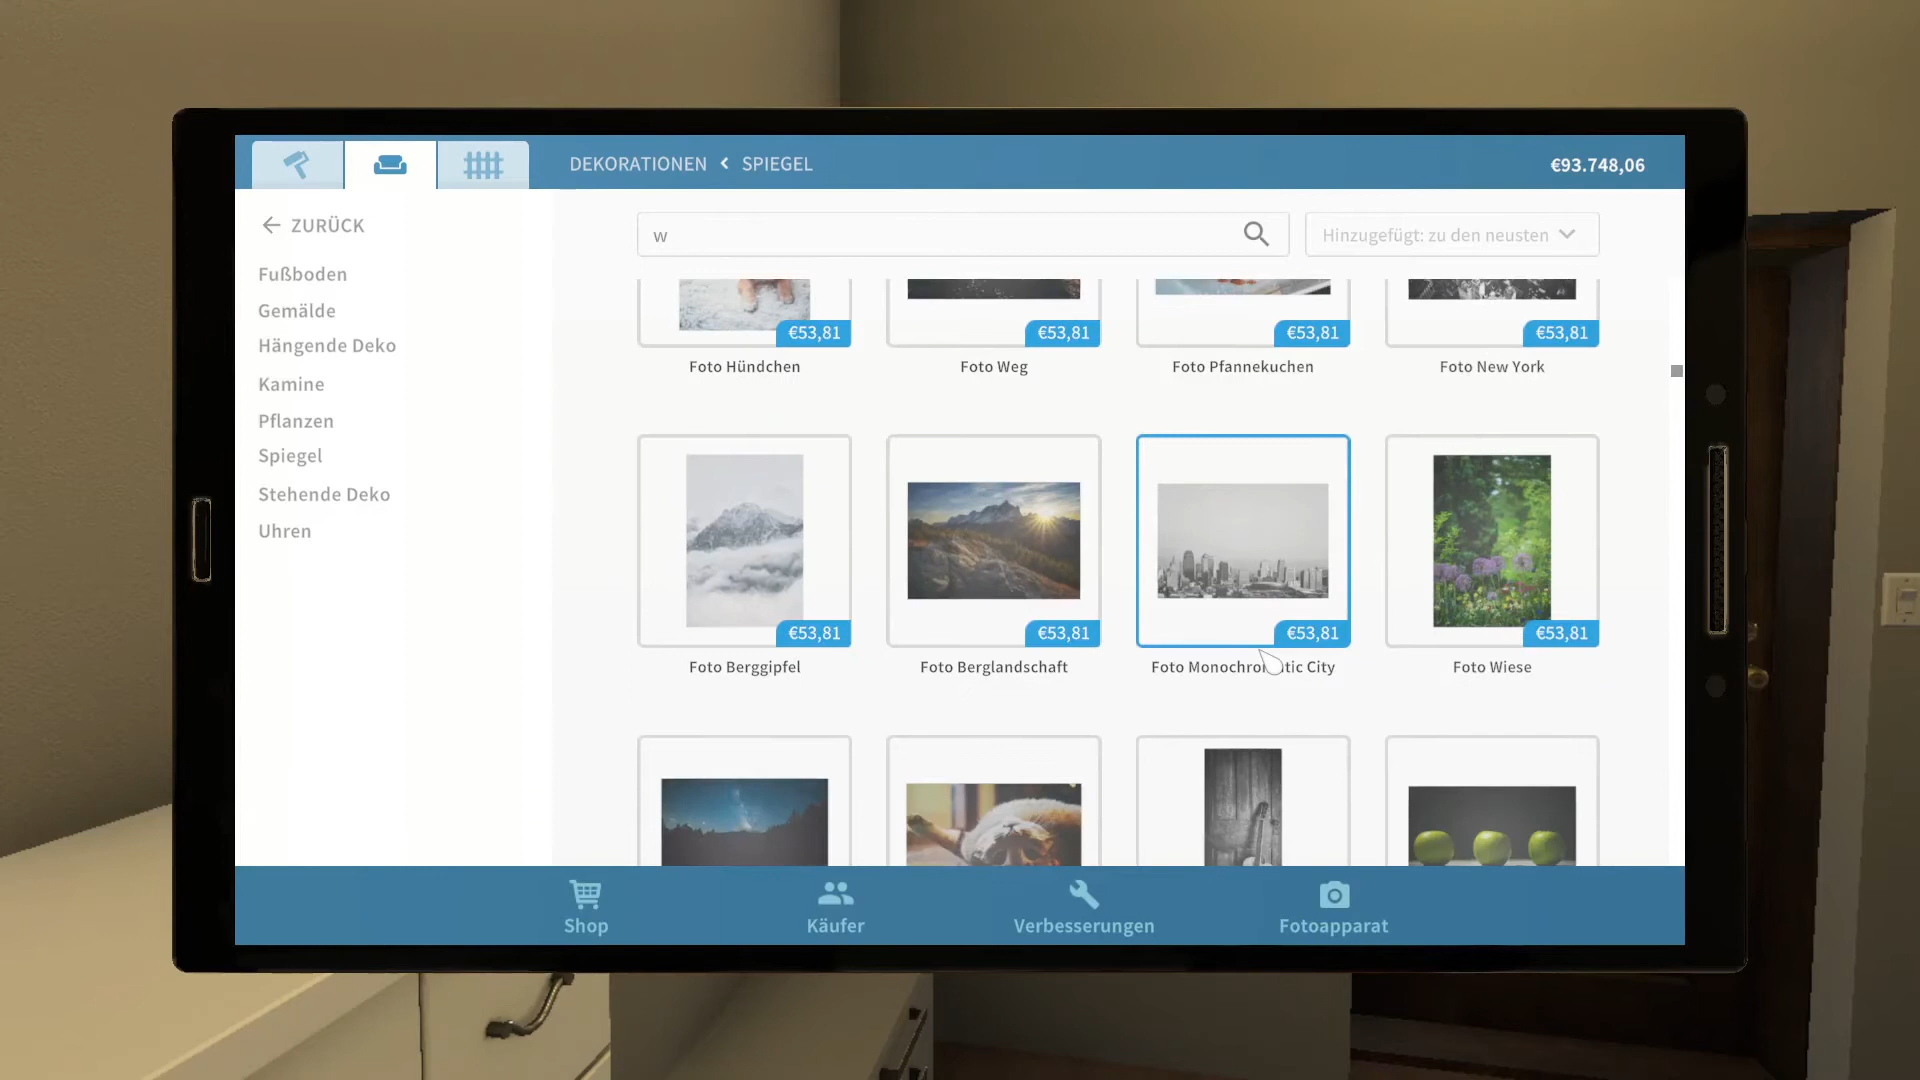 DEKORATIONEN < SPIEGEL
€93.748,06
ZURÜCK
w
Hinzugefügt: zu den neusten
Fußboden
Gemälde
Hängende Deko
Kamine
Pflanzen
Spiegel
Stehende Deko
Uhren
€53,81 €53,81 €53,81 €53,81
Foto Hündchen Foto Weg Foto Pfannekuchen Foto New York
€53,81 €53,81 €53,81 €53,81
Foto Berggipfel Foto Berglandschaft Foto Monochromatic City Foto Wiese
Shop Käufer Verbesserungen Fotoapparat